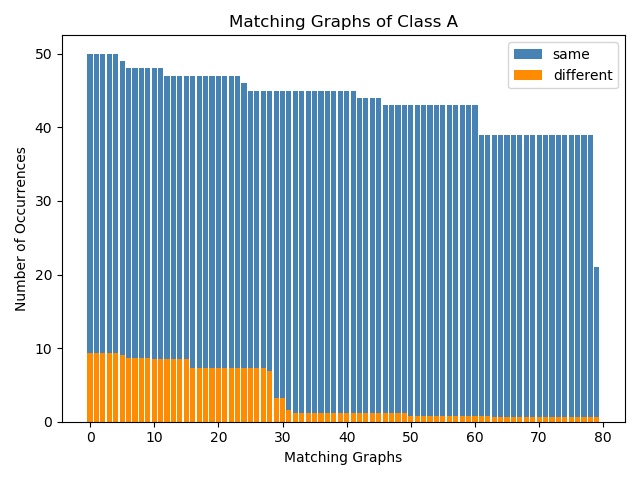 Matching Graphs of Class A
same
different
Number of Occurrences
50
40
30
20
10
0
0 10 20 30 40 50 60 70 80
Matching Graphs